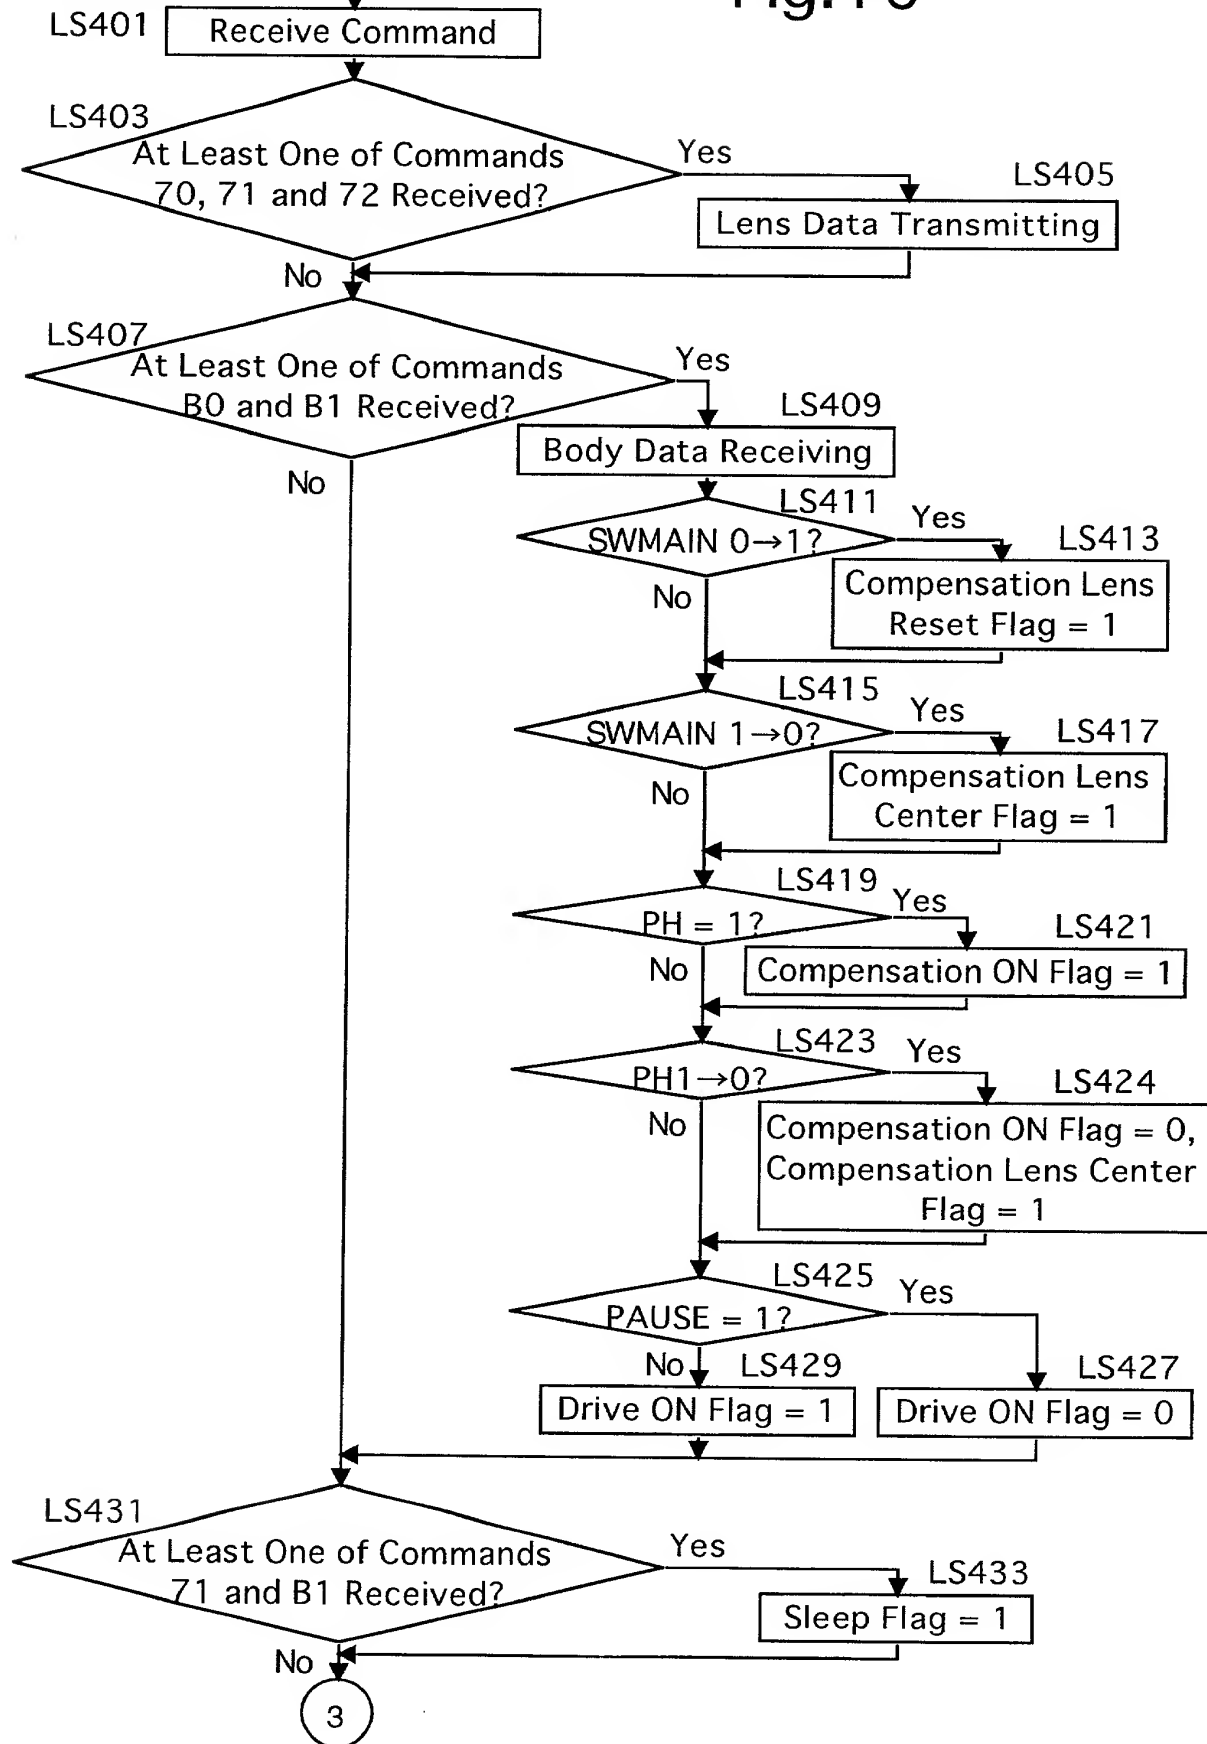 LS401
Receive Command
LS403
At Least One of Commands
70, 71 and 72 Received?
Yes
LS405
Lens Data Transmitting
No
LS407
At Least One of Commands
B0 and B1 Received?
Yes
No
LS409
Body Data Receiving
LS411
SWMAIN 0→1?
Yes
LS413
Compensation Lens
Reset Flag = 1
No
LS415
SWMAIN 1→0?
Yes
LS417
Compensation Lens
Center Flag = 1
No
LS419
PH = 1?
Yes
LS421
Compensation ON Flag = 1
No
LS423
PH1→0?
Yes
LS424
Compensation ON Flag = 0,
Compensation Lens Center
Flag = 1
No
LS425
PAUSE = 1?
Yes
No
LS429
Drive ON Flag = 1
LS427
Drive ON Flag = 0
LS431
At Least One of Commands
71 and B1 Received?
Yes
LS433
Sleep Flag = 1
No
3